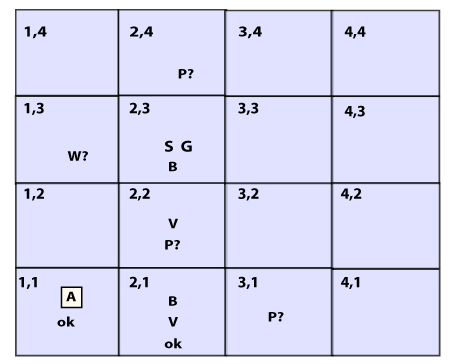 1,4
2,4
P?
3,4
4,4
1,3
W?
2,3
S G
B
3,3
4,3
1,2
2,2
V
P?
3,2
4,2
1,1
A
ok
2,1
B
V
ok
3,1
P?
4,1